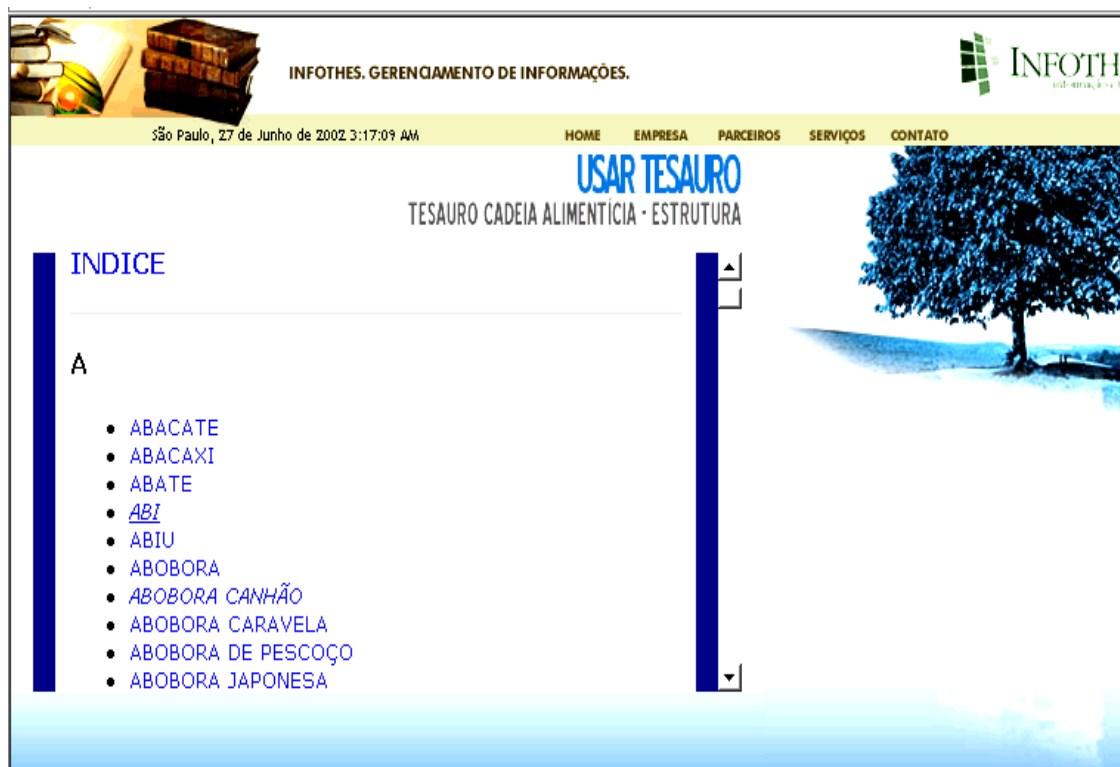 INFOTHES. GERENCIAMENTO DE INFORMAÇÕES.
INFOTH
São Paulo, 27 de Junho de 2002 3:17:09 AM
HOME EMPRESA PARCEIROS SERVIÇOS CONTATO
USAR TESAURO
TESAURO CADEIA ALIMENTÍCIA - ESTRUTURA
INDICE
A
ABACATE
ABACAXI
ABATE
ABI
ABIU
ABOBORA
ABOBORA CANHÃO
ABOBORA CARAVELA
ABOBORA DE PESCOÇO
ABOBORA JAPONESA